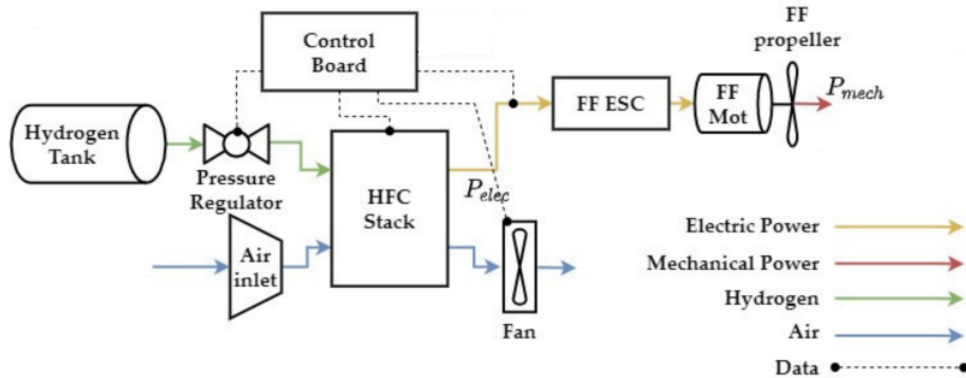 FF
propeller
Control
Board
P_mech
FF ESC
FF
Mot
Hydrogen
Tank
Pressure
Regulator
HFC
Stack
P_elec
Air
inlet
Fan
Electric Power
Mechanical Power
Hydrogen
Air
Data